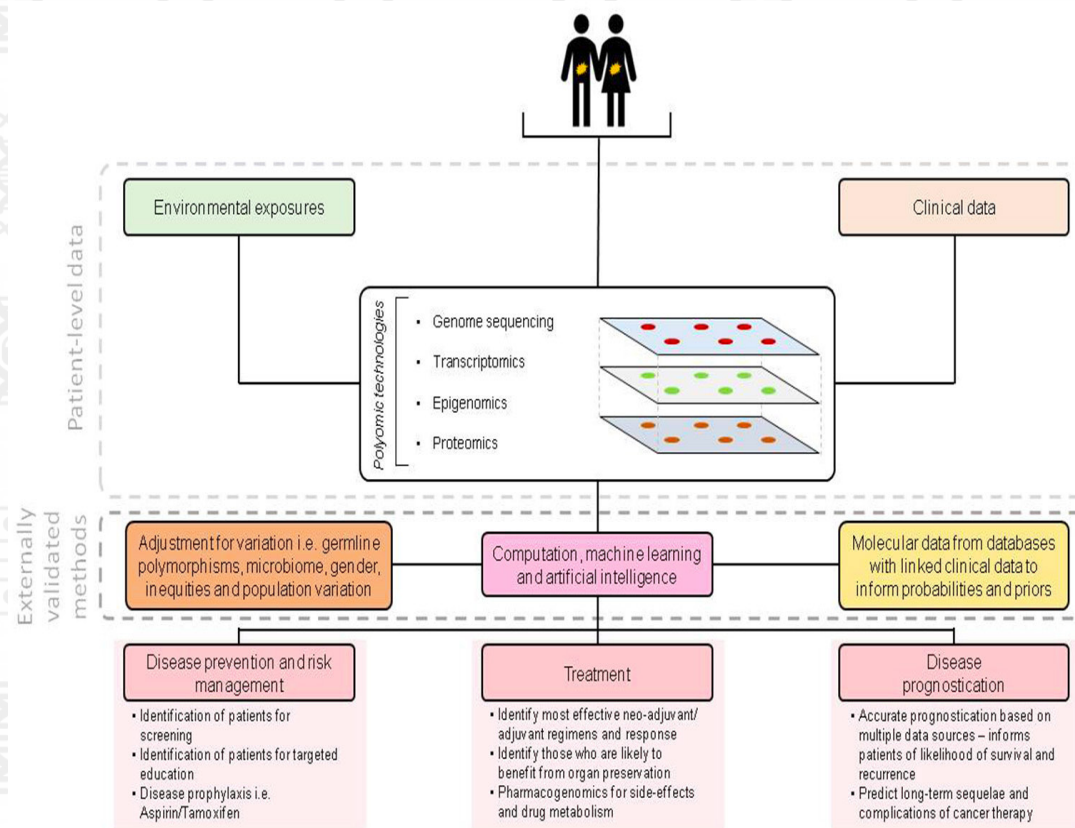 Patient-level data
Environmental exposures
Clinical data
Polyomic technologies
▪ Genome sequencing
▪ Transcriptomics
▪ Epigenomics
▪ Proteomics
Externally
validated
methods
Adjustment for variation i.e. germline
polymorphisms, microbiome, gender,
inequities and population variation
Computation, machine learning
and artificial intelligence
Molecular data from databases
with linked clinical data to
inform probabilities and priors
Disease prevention and risk
management
▪ Identification of patients for
screening
▪ Identification of patients for targeted
education
▪ Disease prophylaxis i.e.
Aspirin/Tamoxifen
Treatment
▪ Identify most effective neo-adjuvant/
adjuvant regimens and response
▪ Identify those who are likely to
benefit from organ preservation
▪ Pharmacogenomics for side-effects
and drug metabolism
Disease
prognostication
▪ Accurate prognostication based on
multiple data sources – informs
patients of likelihood of survival and
recurrence
▪ Predict long-term sequelae and
complications of cancer therapy